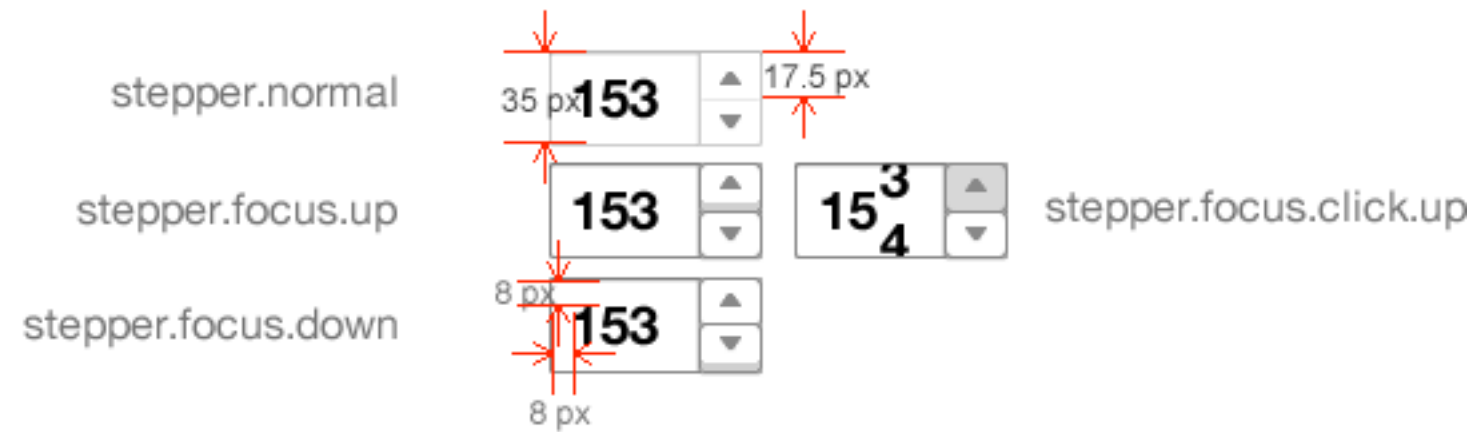 stepper.normal
35 px
153
17.5 px
stepper.focus.up
153
15
3
4
stepper.focus.click.up
8 px
stepper.focus.down
153
8 px